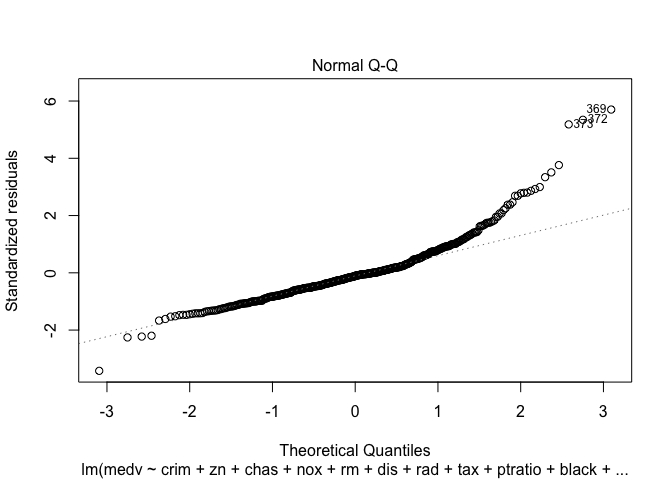 Normal Q-Q
369
372
373
6
4
2
0
-2
Standardized residuals
-3 -2 -1 0 1 2 3
Theoretical Quantiles
lm(medv ~ crim + zn + chas + nox + rm + dis + rad + tax + ptratio + black + ...